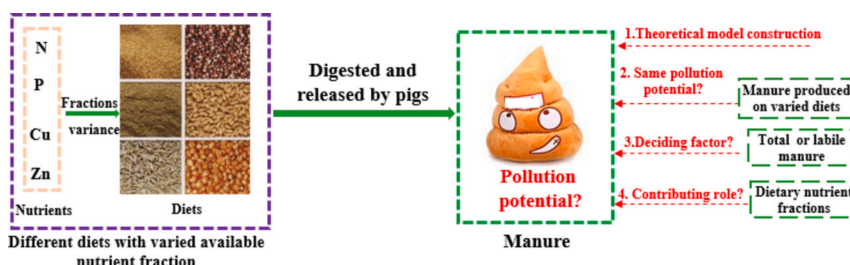 N
P
Cu
Zn
Nutrients
Fractions
variance
Diets
Different diets with varied available
nutrient fraction
Digested and
released by pigs
Pollution
potential?
Manure
1.Theoretical model construction
2. Same pollution
potential?
Manure produced
on varied diets
3.Deciding factor?
Total or labile
manure
4. Contributing role?
Dietary nutrient
fractions